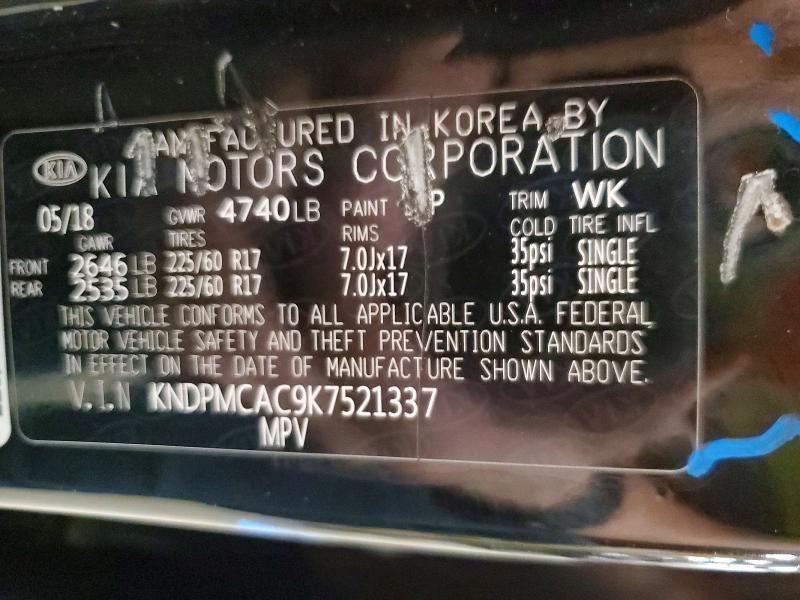 MANUFACTURED IN KOREA BY
KIA KIA MOTORS CORPORATION
05/18 GVWR 4740LB PAINT P TRIM WK
GAWR TIRES RIMS COLD TIRE INFL
FRONT 2646LB 225/60 R17 7.0Jx17 35psi SINGLE
REAR 2535LB 225/60 R17 7.0Jx17 35psi SINGLE
THIS VEHICLE CONFORMS TO ALL APPLICABLE U.S.A. FEDERAL
MOTOR VEHICLE SAFETY AND THEFT PREVENTION STANDARDS
IN EFFECT ON THE DATE OF MANUFACTURE SHOWN ABOVE.
V.I.N KNDPMCAC9K7521337
MPV